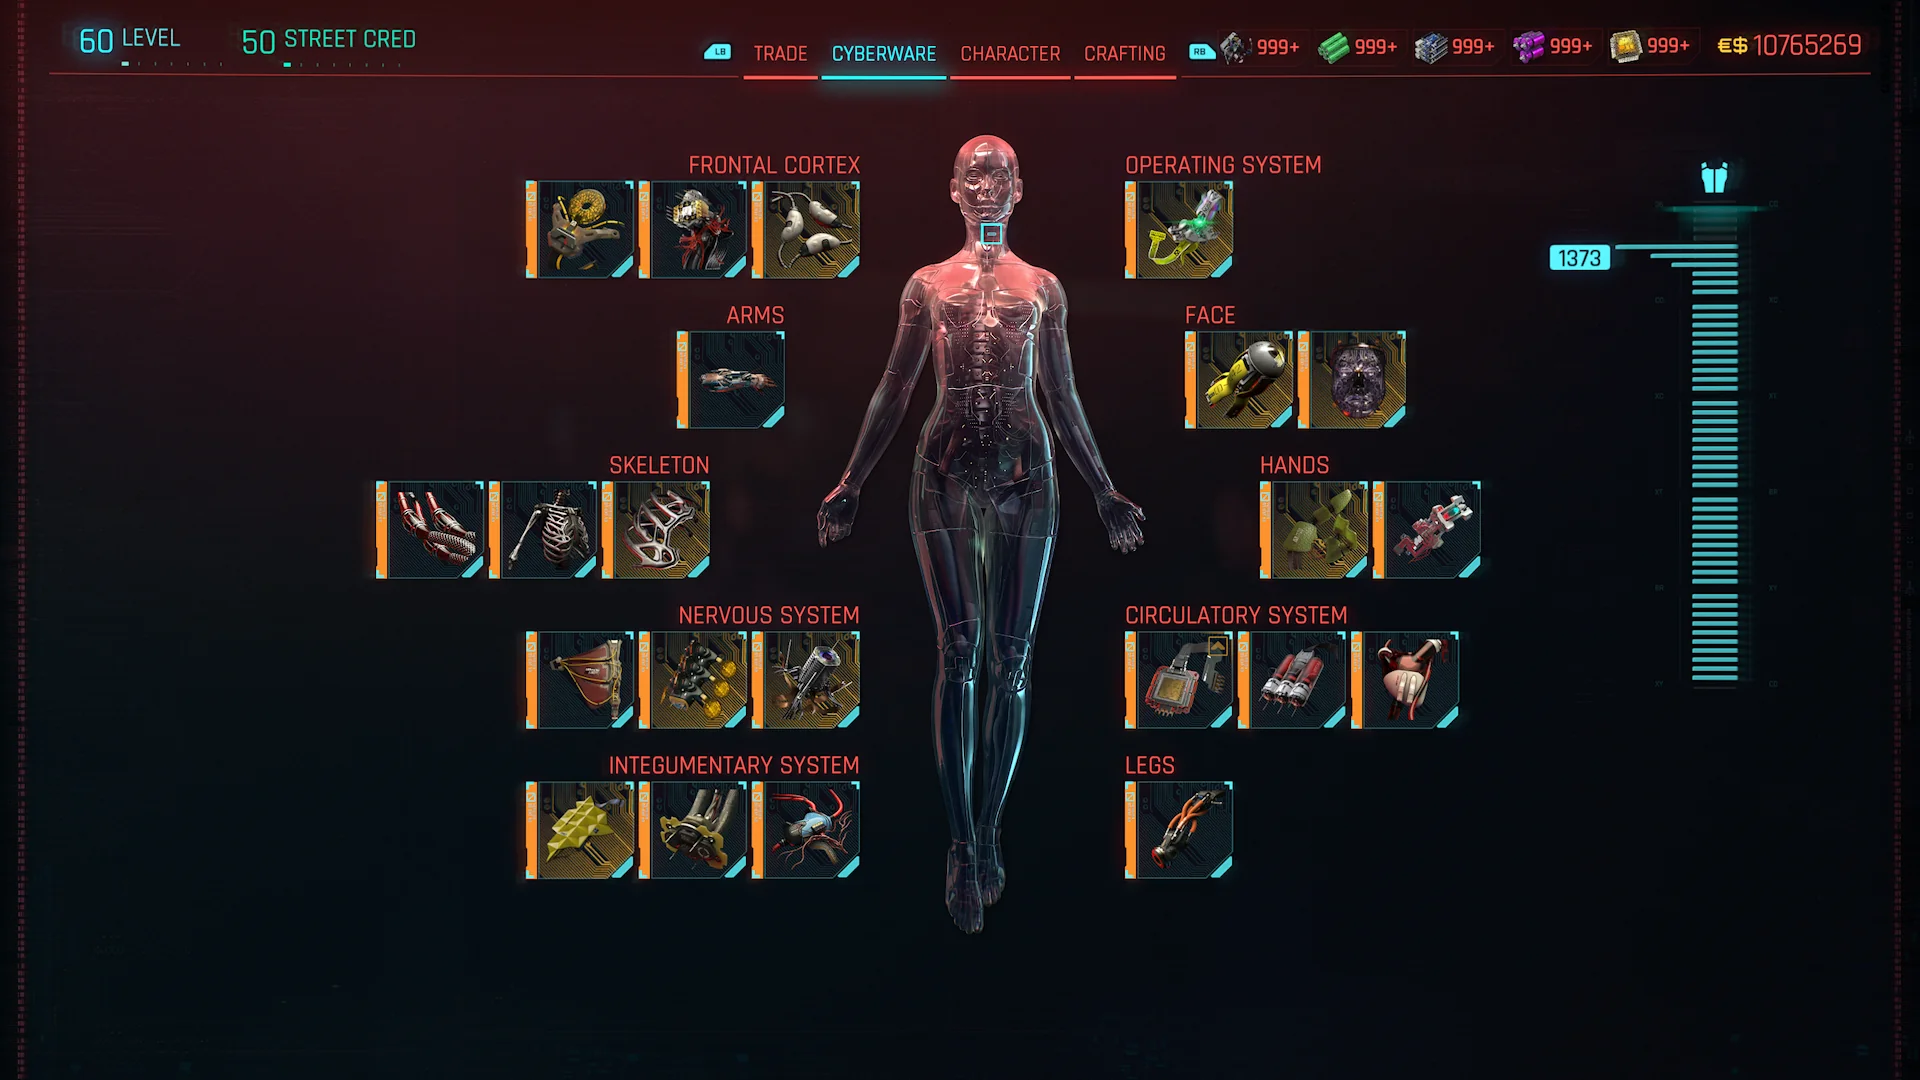 60 LEVEL
50 STREET CRED
LB
TRADE
CYBERWARE
CHARACTER
CRAFTING
RB
999+
999+
999+
999+
999+
€$ 10765269
FRONTAL CORTEX
OPERATING SYSTEM
1373
ARMS
FACE
SKELETON
HANDS
NERVOUS SYSTEM
CIRCULATORY SYSTEM
INTEGUMENTARY SYSTEM
LEGS